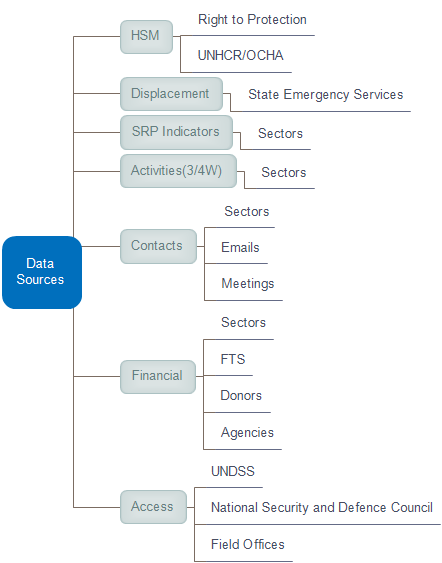 Data
Sources
HSM
Right to Protection
UNHCR/OCHA
Displacement
State Emergency Services
SRP Indicators
Sectors
Activities(3/4W)
Sectors
Contacts
Sectors
Emails
Meetings
Financial
Sectors
FTS
Donors
Agencies
Access
UNDSS
National Security and Defence Council
Field Offices